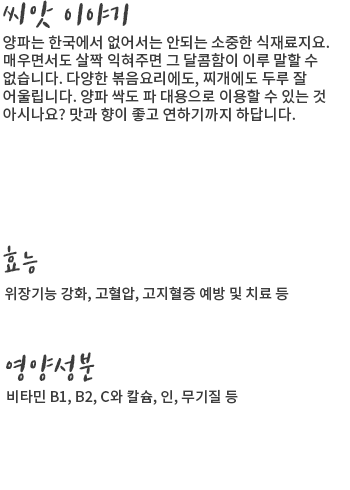 씨앗 이야기
양파는 한국에서 없어서는 안되는 소중한 식재료지요.
매우면서도 살짝 익혀주면 그 달콤함이 이루 말할 수
없습니다. 다양한 볶음요리에도, 찌개에도 두루 잘
어울립니다. 양파 싹도 파 대용으로 이용할 수 있는 것
아시나요? 맛과 향이 좋고 연하기까지 하답니다.
효능
위장기능 강화, 고혈압, 고지혈증 예방 및 치료 등
영양성분
비타민 B1, B2, C와 칼슘, 인, 무기질 등